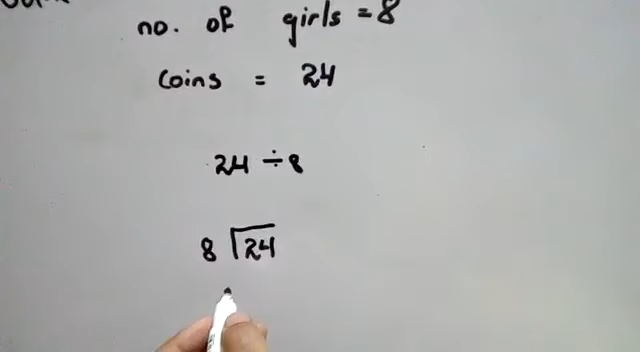 no. of girls = 8
Coins = 24
24 ÷ 8
8 24